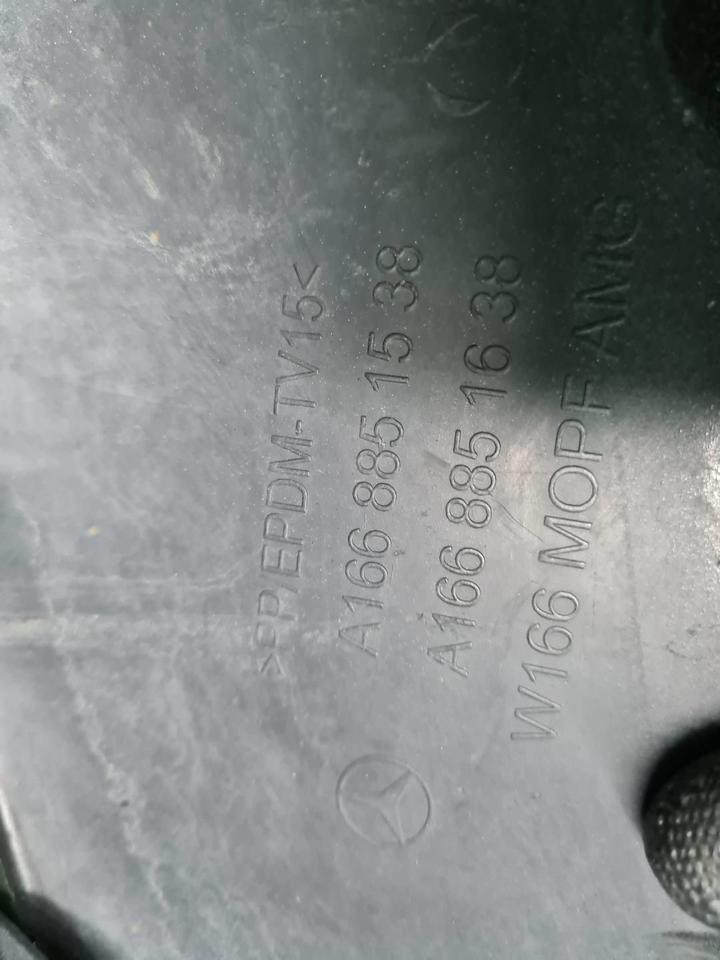 >PP/EPDM-TV15<
A166 885 15 38
A166 885 16 38
W166 MOPF AMG